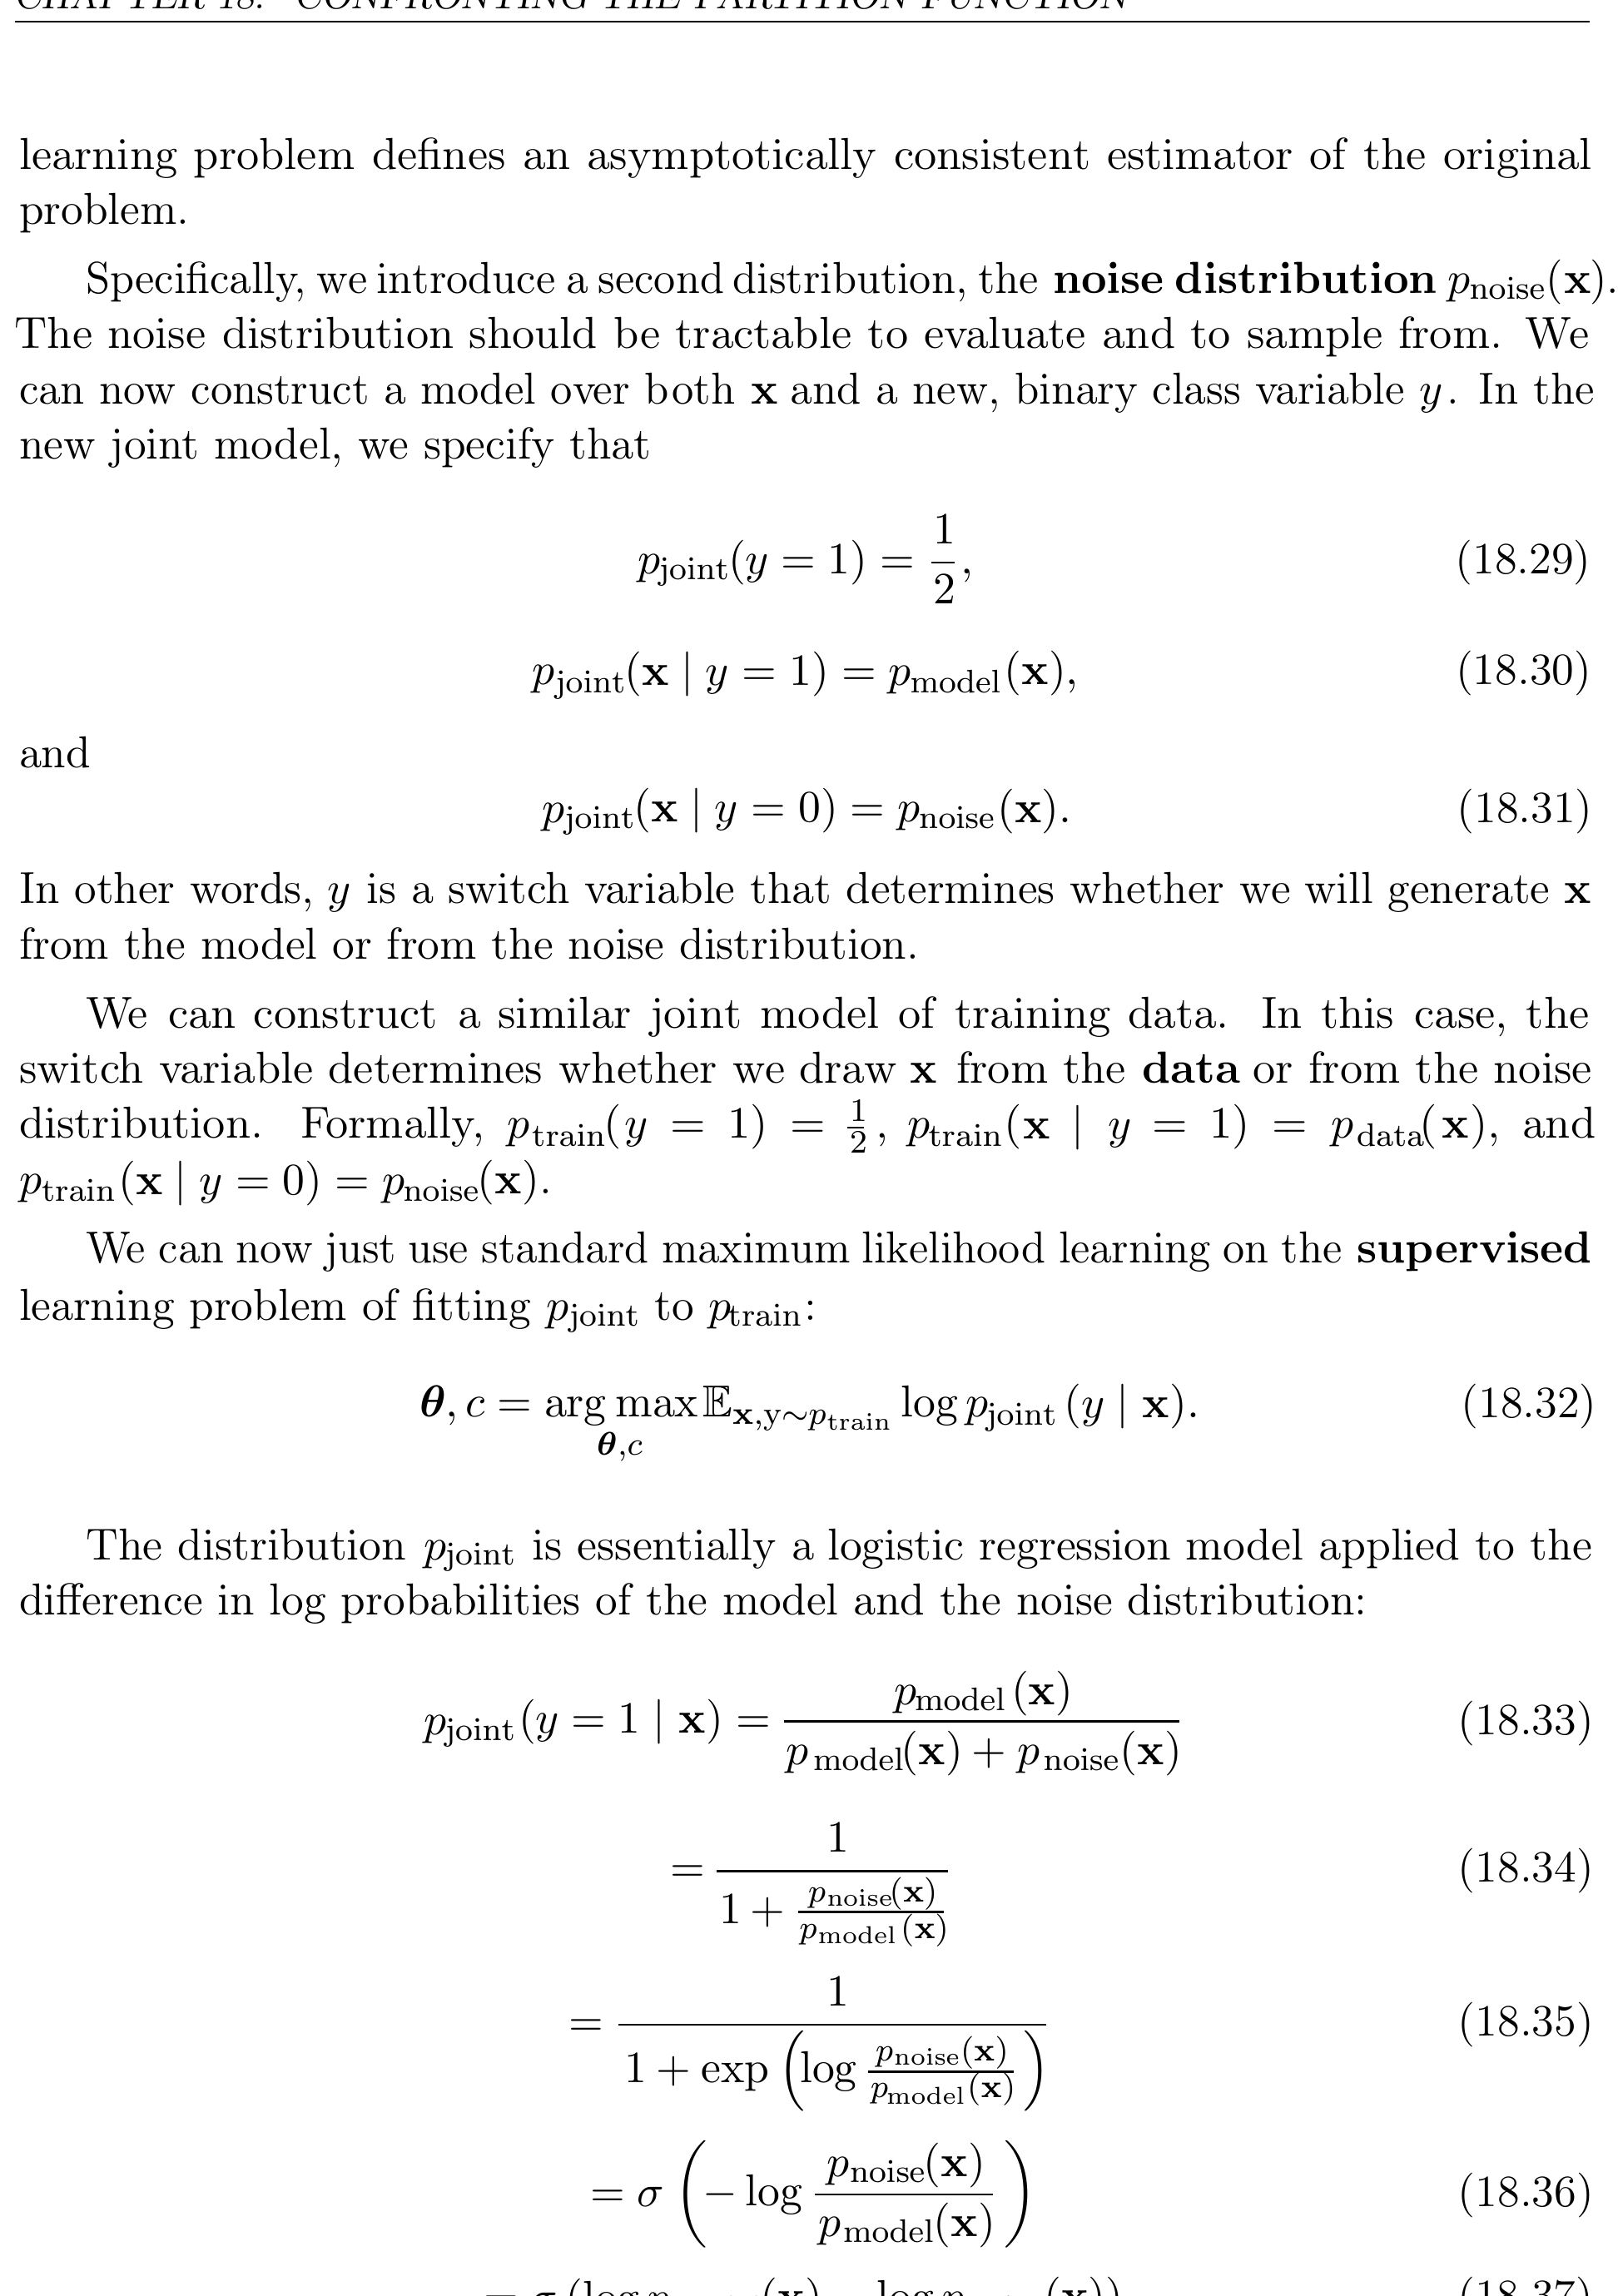 CHAPTER 18. CONFRONTING THE PARTITION FUNCTION
learning problem defines an asymptotically consistent estimator of the original
problem.
Specifically, we introduce a second distribution, the noise distribution p_noise(x).
The noise distribution should be tractable to evaluate and to sample from. We
can now construct a model over both x and a new, binary class variable y. In the
new joint model, we specify that
p_joint(y = 1) = 1/2, (18.29)
p_joint(x | y = 1) = p_model(x), (18.30)
and
p_joint(x | y = 0) = p_noise(x). (18.31)
In other words, y is a switch variable that determines whether we will generate x
from the model or from the noise distribution.
We can construct a similar joint model of training data. In this case, the
switch variable determines whether we draw x from the data or from the noise
distribution. Formally, p_train(y = 1) = 1/2, p_train(x | y = 1) = p_data(x), and
p_train(x | y = 0) = p_noise(x).
We can now just use standard maximum likelihood learning on the supervised
learning problem of fitting p_joint to p_train:
θ, c = arg max_{θ,c} 𝔼_{x,y∼p_train} log p_joint(y | x). (18.32)
The distribution p_joint is essentially a logistic regression model applied to the
difference in log probabilities of the model and the noise distribution:
p_joint(y = 1 | x) = p_model(x) / (p_model(x) + p_noise(x)) (18.33)
= 1 / (1 + p_noise(x)/p_model(x)) (18.34)
= 1 / (1 + exp(log p_noise(x)/p_model(x))) (18.35)
= σ(− log p_noise(x)/p_model(x)) (18.36)